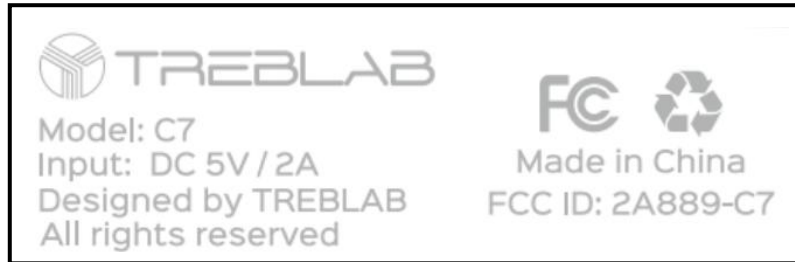 TREBLAB
Model: C7
Input: DC 5V / 2A
Designed by TREBLAB
All rights reserved
FC
Made in China
FCC ID: 2A889-C7